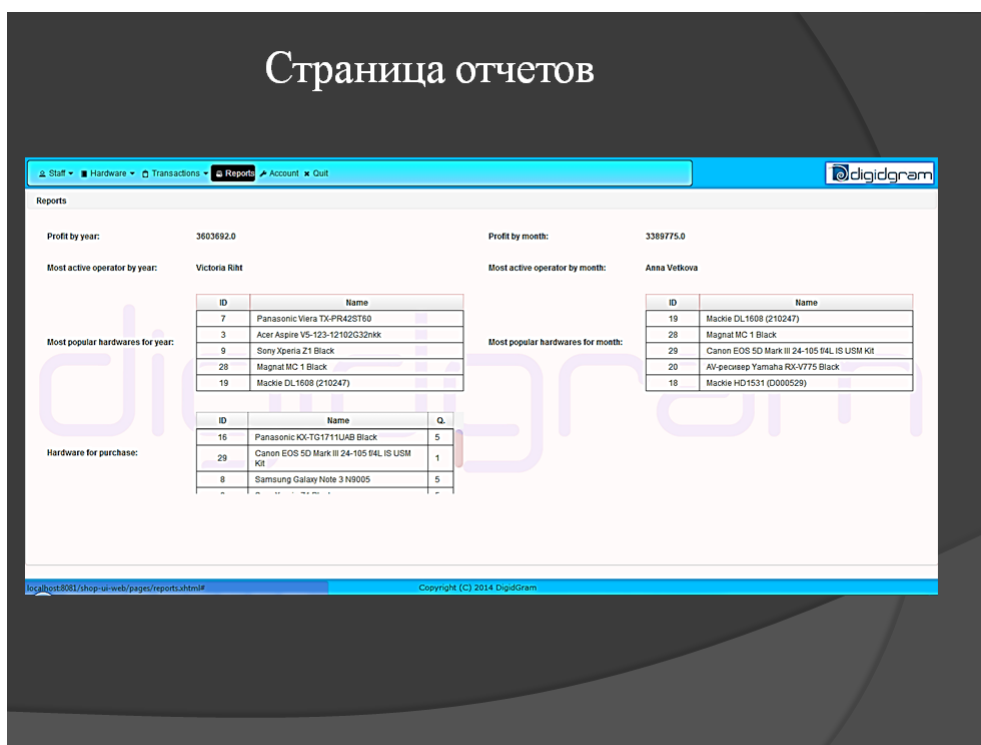 Страница отчетов
Staff Hardware Transactions Reports Account Quit
digidgram
Reports
Profit by year: 3603692.0 Profit by month: 3389775.0
Most active operator by year: Victoria Riht Most active operator by month: Anna Vetkova
Most popular hardwares for year:
ID Name
7 Panasonic Viera TX-PR42ST60
3 Acer Aspire V5-123-12102G32nkk
9 Sony Xperia Z1 Black
28 Magnat MC 1 Black
19 Mackie DL1608 (210247)
Most popular hardwares for month:
ID Name
19 Mackie DL1608 (210247)
28 Magnat MC 1 Black
29 Canon EOS 5D Mark III 24-105 f/4L IS USM Kit
20 AV-ресивер Yamaha RX-V775 Black
18 Mackie HD1531 (D000529)
Hardware for purchase:
ID Name Q.
16 Panasonic KX-TG1711UAB Black 5
29 Canon EOS 5D Mark III 24-105 f/4L IS USM
Kit 1
8 Samsung Galaxy Note 3 N9005 5
digidgram
localhost:8081/shop-ui-web/pages/reports.xhtml#
Copyright (C) 2014 DigidGram